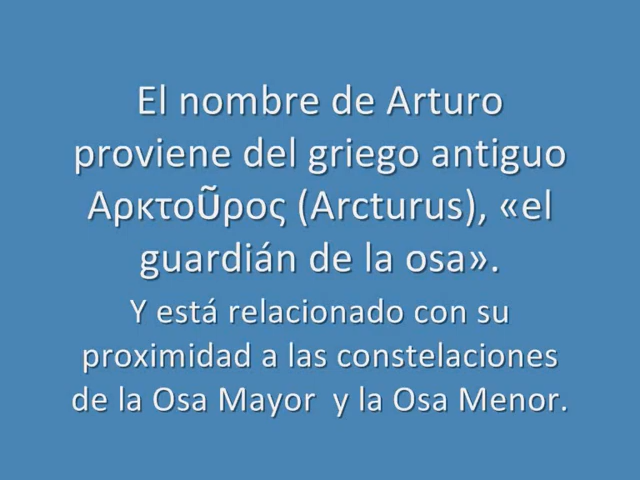 El nombre de Arturo
proviene del griego antiguo
ΑρκτοῦΡος (Arcturus), «el
guardián de la osa».
Y está relacionado con su
proximidad a las constelaciones
de la Osa Mayor y la Osa Menor.